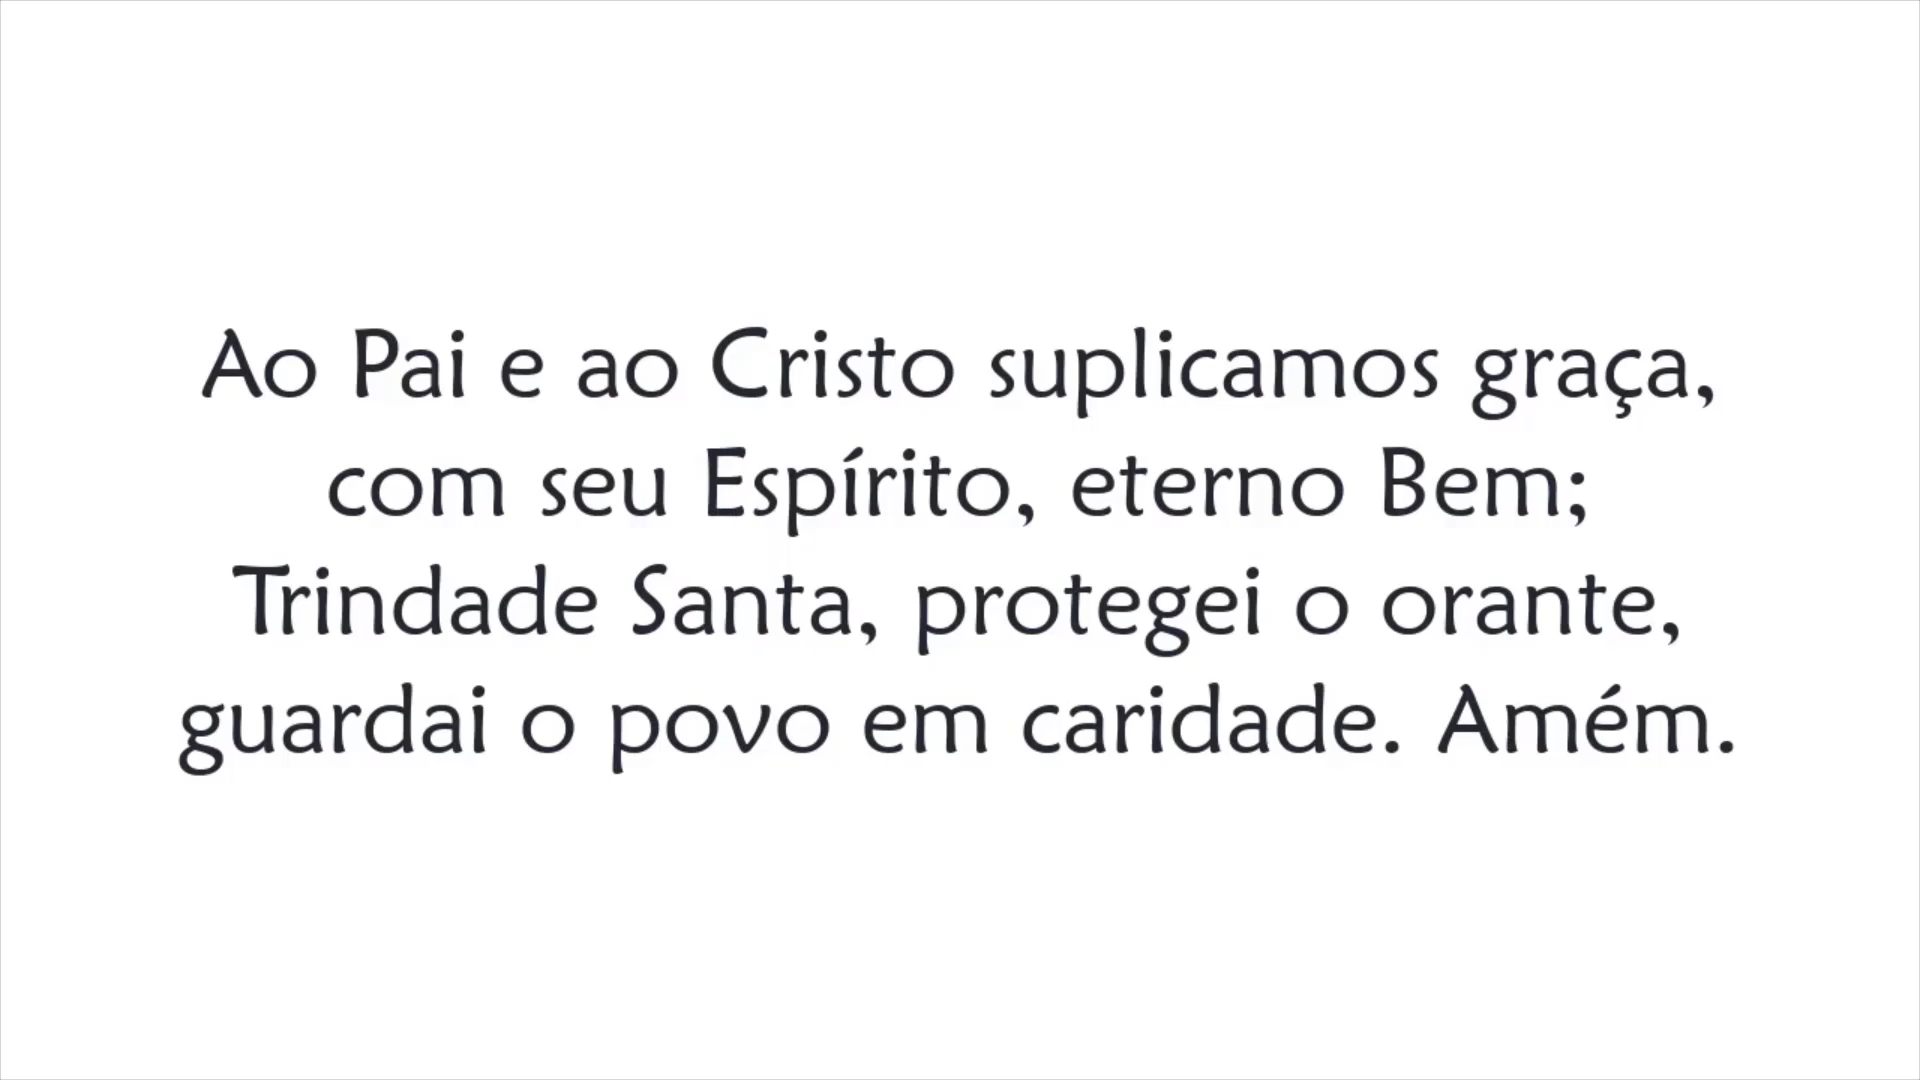 Ao Pai e ao Cristo suplicamos graça,
com seu Espírito, eterno Bem;
Trindade Santa, protegei o orante,
guardai o povo em caridade. Amém.